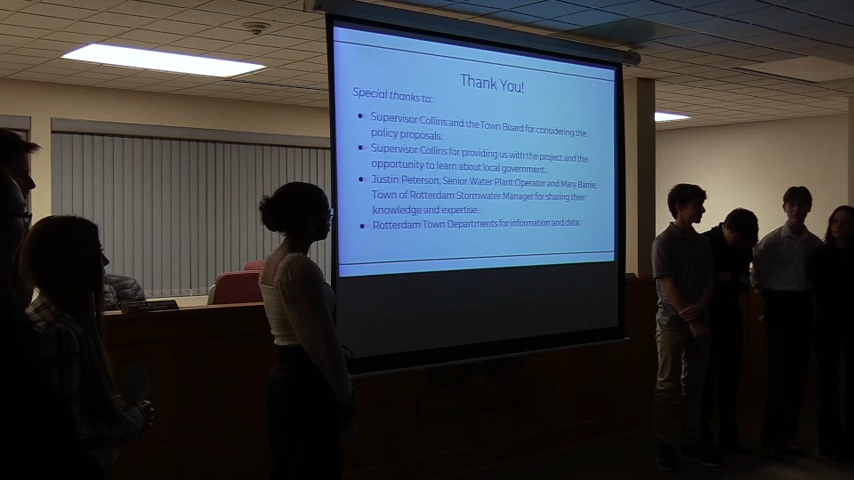 Thank You!
Special thanks to:
Supervisor Collins and the Town Board for considering the
policy proposals.
Supervisor Collins for providing us with the project and the
opportunity to learn about local government.
Justin Peterson, Senior Water Plant Operator and Mary Barrie,
Town of Rotterdam Stormwater Manager for sharing their
knowledge and expertise.
Rotterdam Town Departments for information and data.